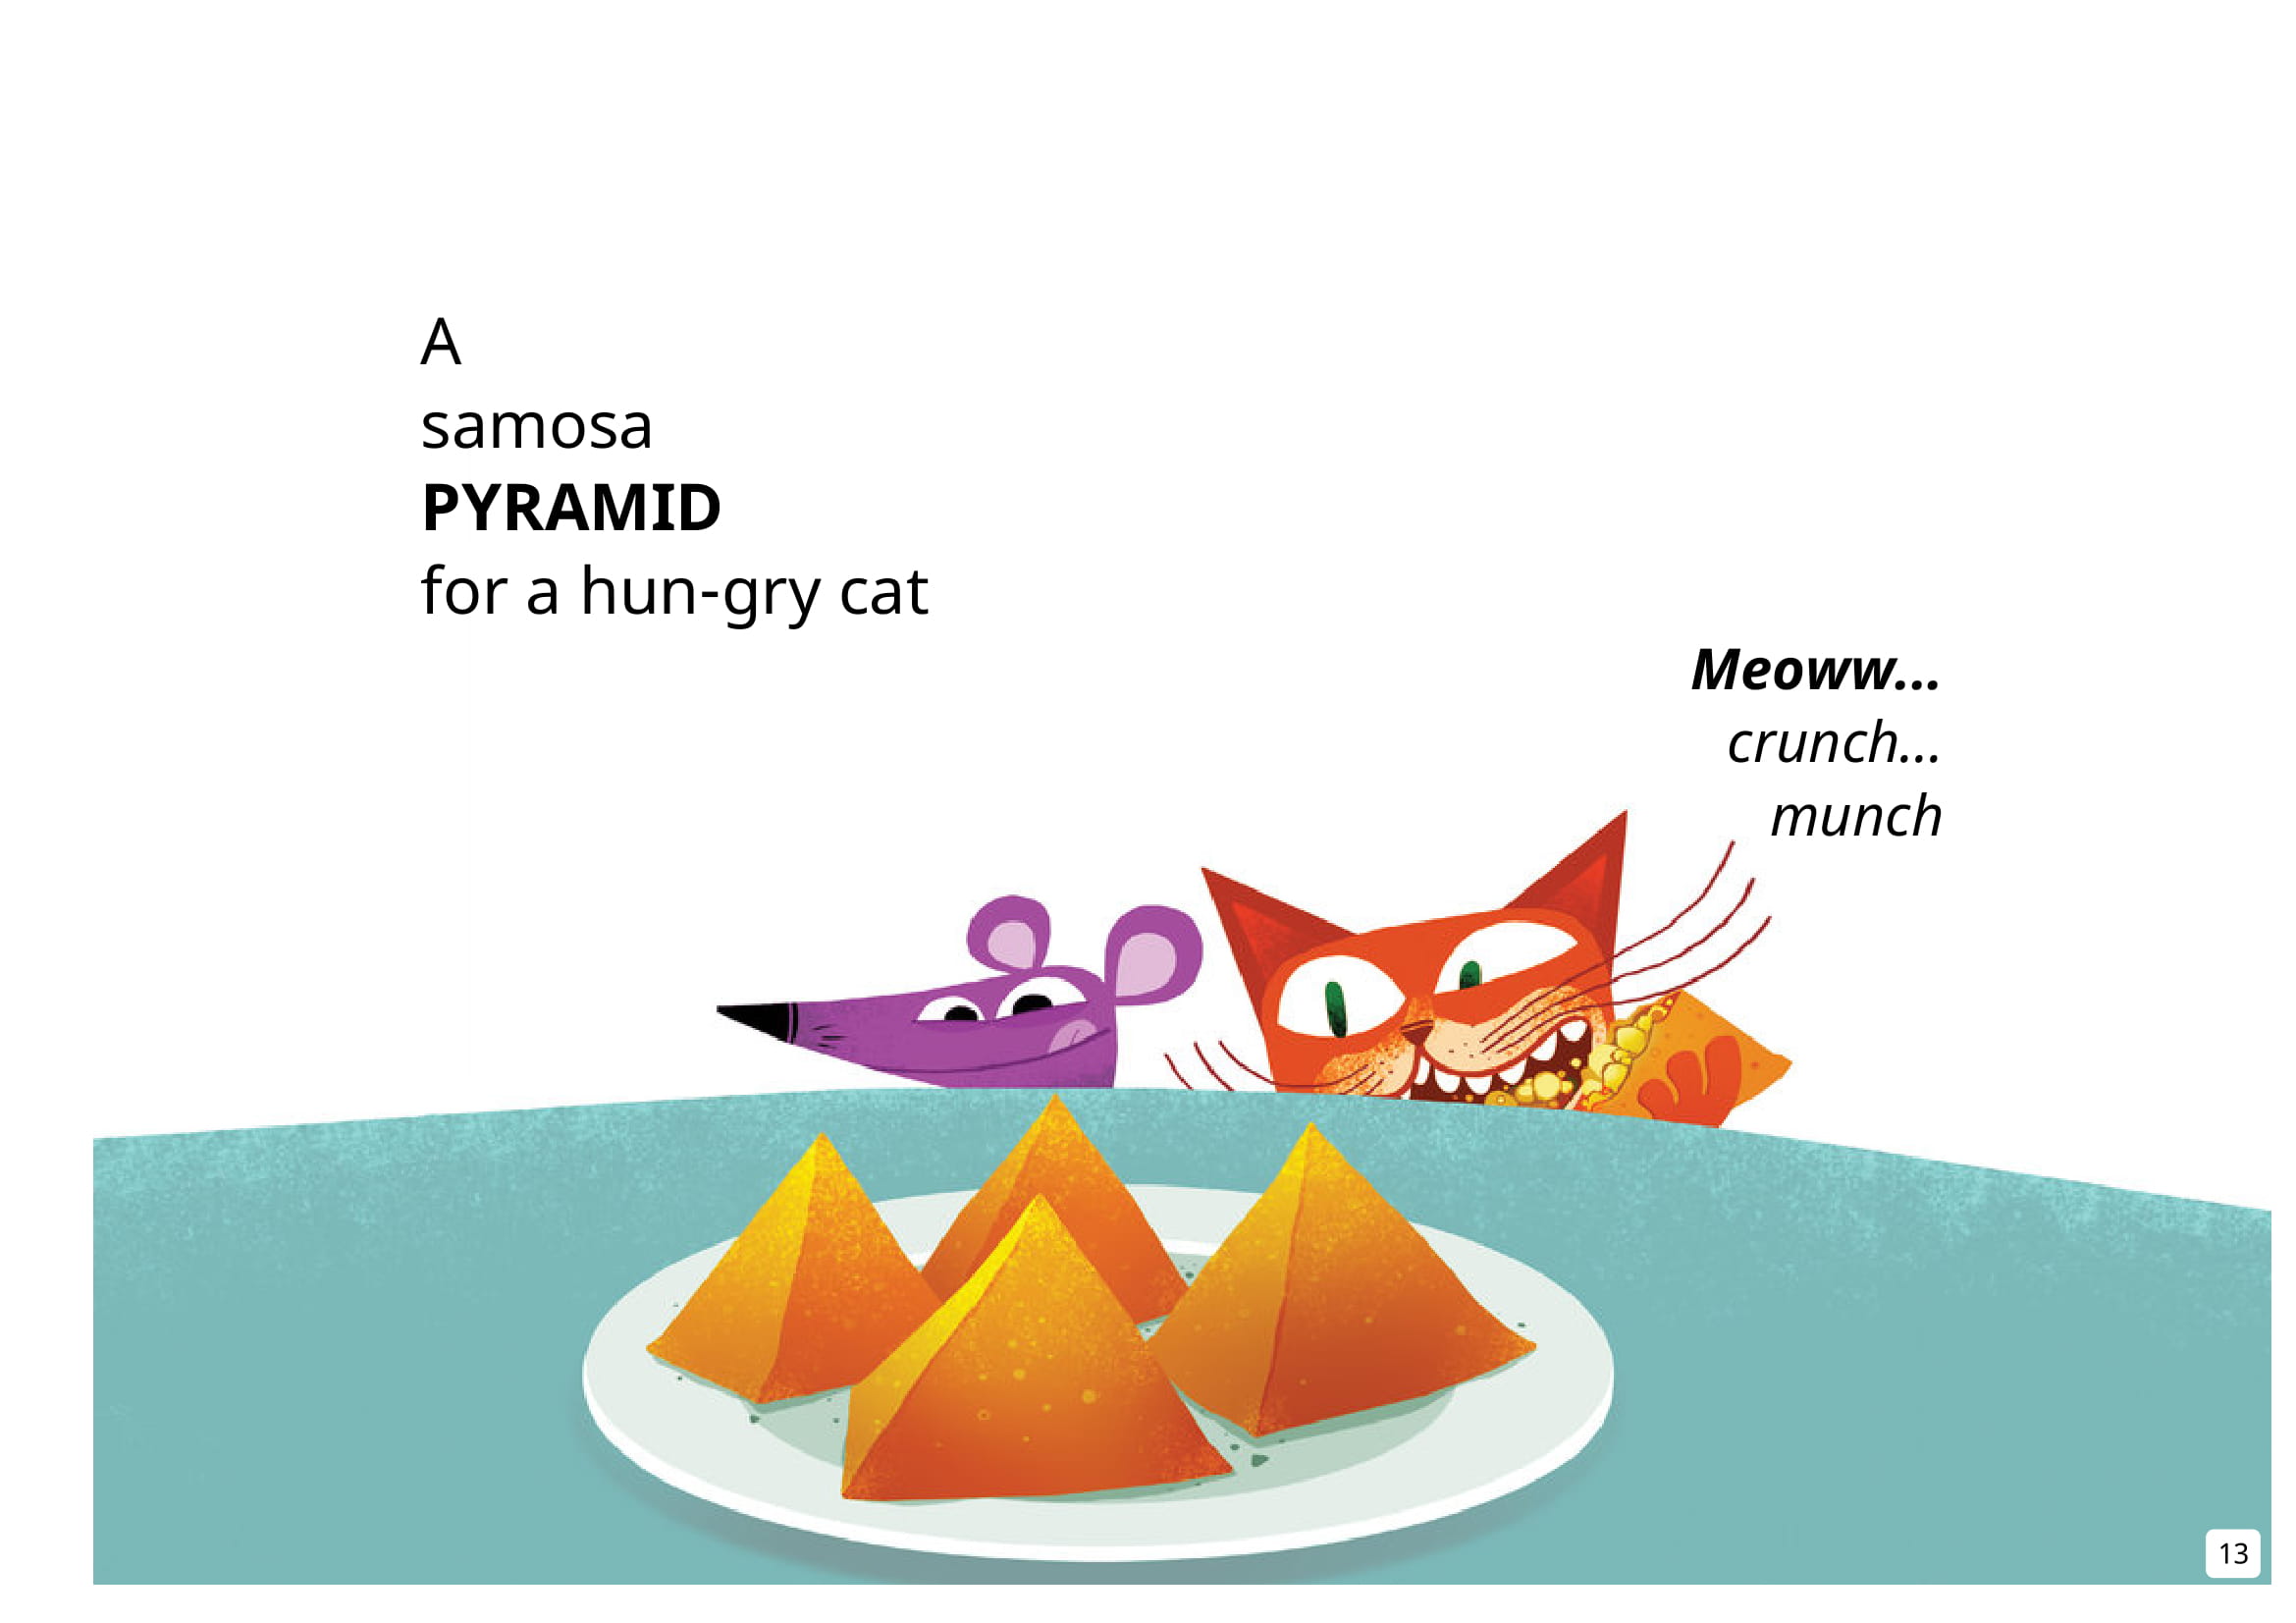 A
samosa
PYRAMID
for a hun-gry cat
Meoww...
crunch...
munch
13